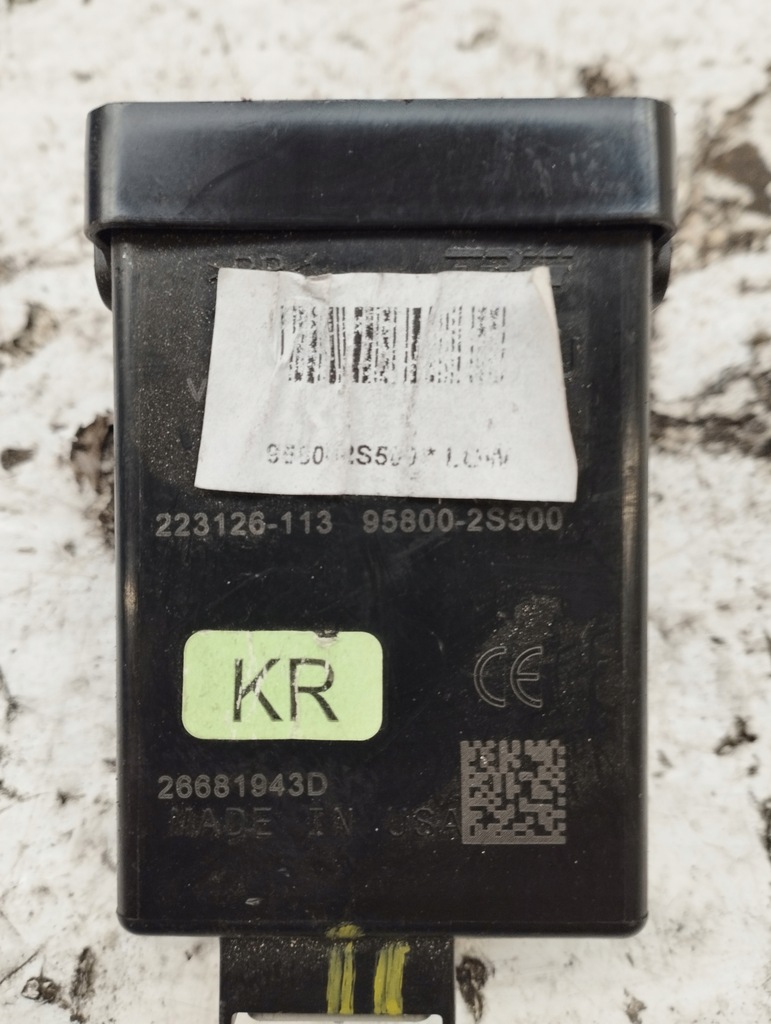 223126-113 95800-2S500
KR
CE
26681943D
MADE IN USA